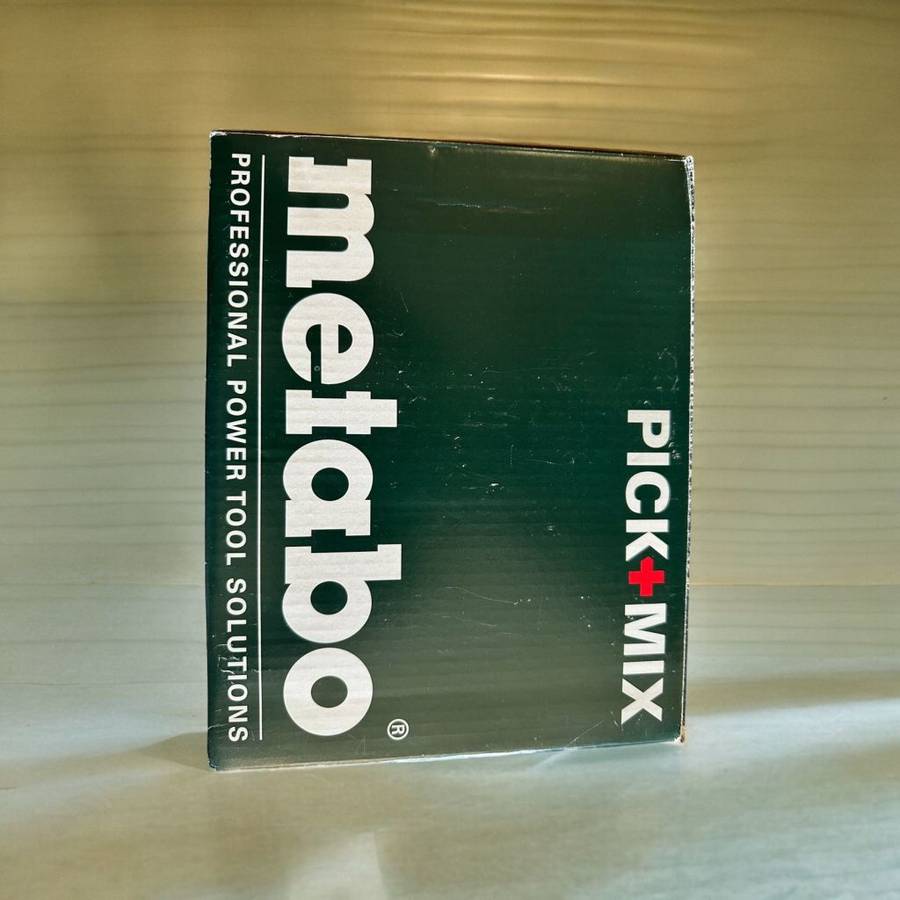 PICK+MIX
metabo®
PROFESSIONAL POWER TOOL SOLUTIONS